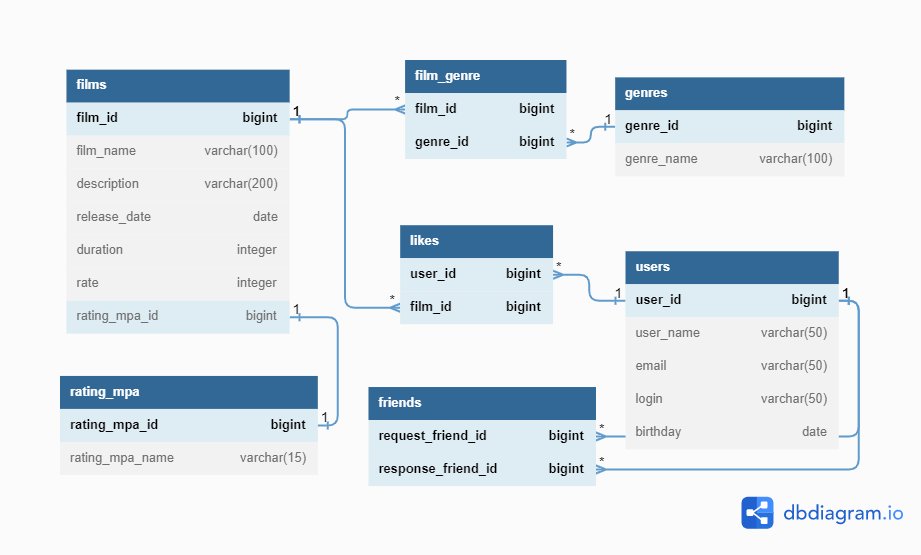 films
film_id bigint
film_name varchar(100)
description varchar(200)
release_date date
duration integer
rate integer
rating_mpa_id bigint
1
1
film_genre
* film_id bigint
genre_id bigint *
genres
1 genre_id bigint
genre_name varchar(100)
likes
user_id bigint *
* film_id bigint
users
1 user_id bigint 1
user_name varchar(50)
email varchar(50)
login varchar(50)
birthday date
rating_mpa
rating_mpa_id bigint 1
rating_mpa_name varchar(15)
friends
request_friend_id bigint *
response_friend_id bigint *
dbdiagram.io